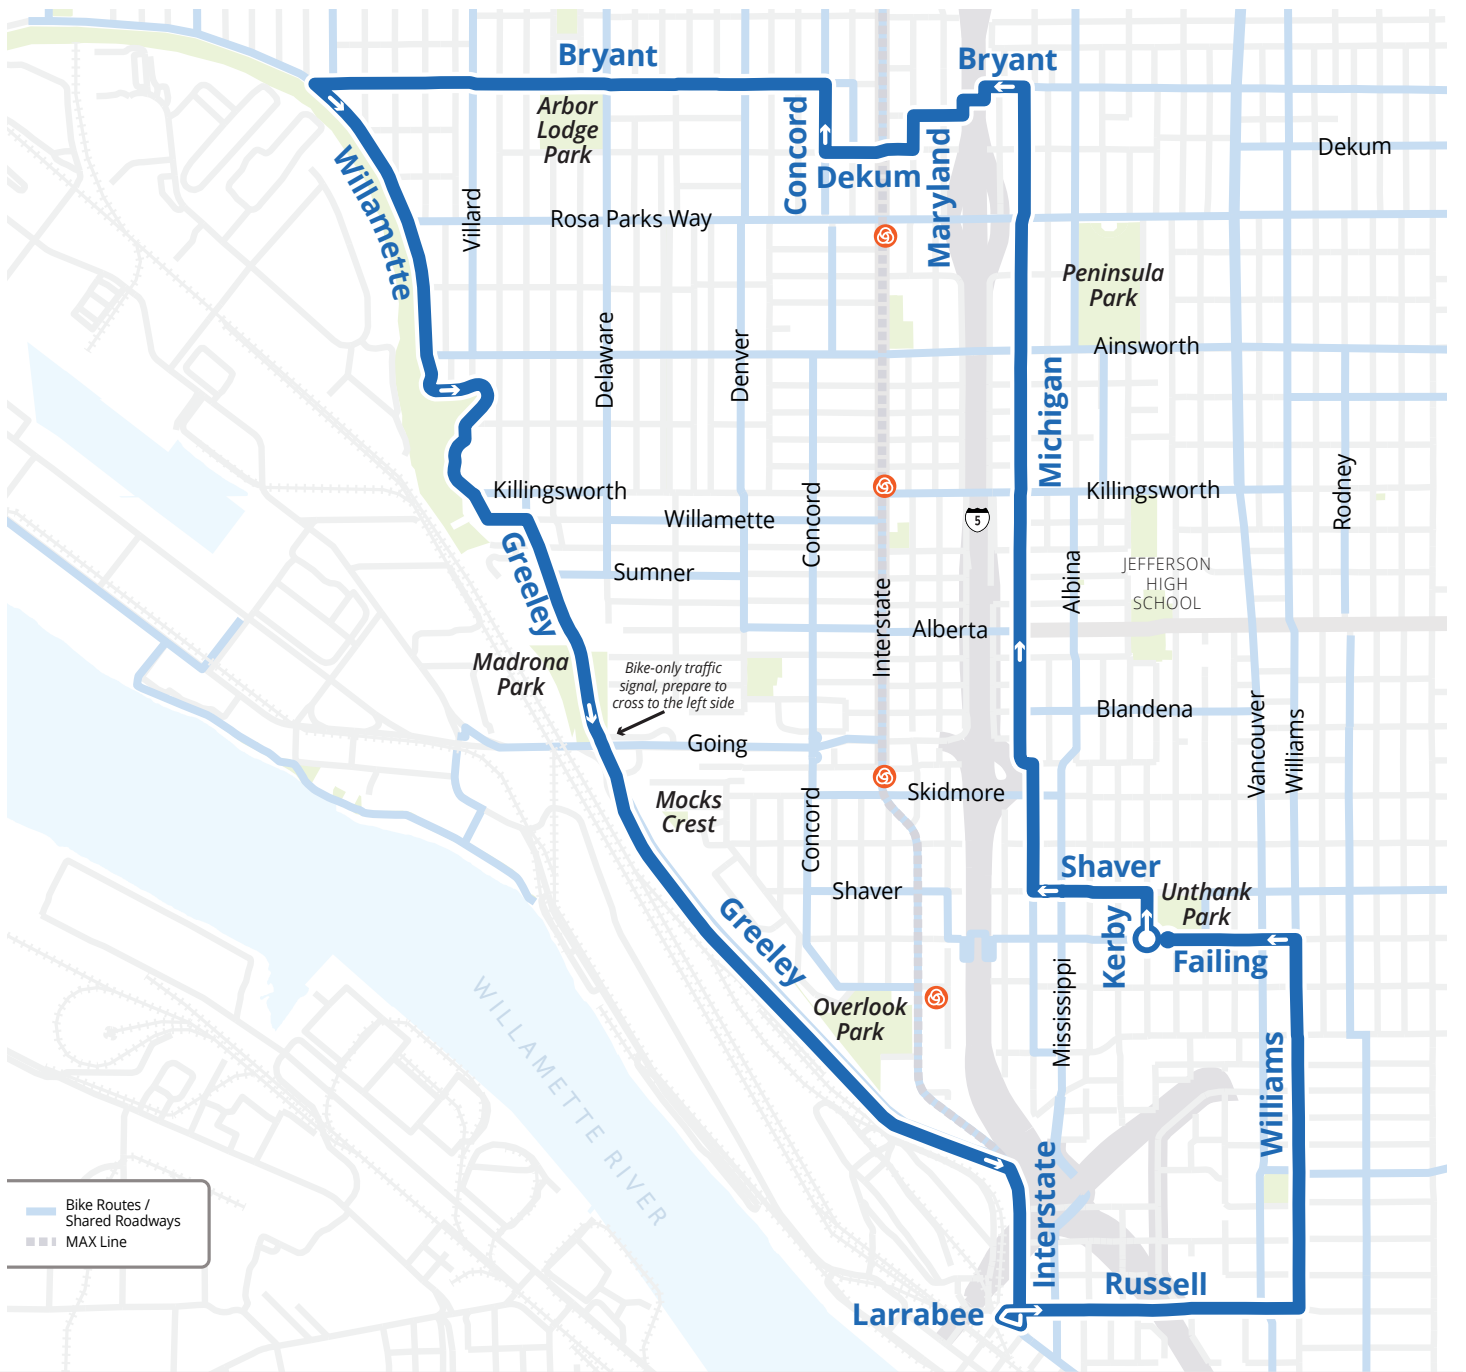 Bryant
Bryant
Arbor
Lodge
Park
Concord
Maryland
Dekum
Dekum
Willamette
Villard
Rosa Parks Way
Peninsula
Park
Ainsworth
Delaware
Denver
Michigan
Killingsworth
Concord
Killingsworth
Rodney
Willamette
5
Greeley
Sumner
Interstate
Albina
JEFFERSON
HIGH
SCHOOL
Alberta
Madrona
Park
Bike-only traffic
signal, prepare to
cross to the left side
Blandena
Vancouver
Williams
Going
Mocks
Crest
Concord
Skidmore
Shaver
Shaver
Unthank
Park
Kerby
Failing
Greeley
Mississippi
Overlook
Park
WILLAMETTE RIVER
Williams
Interstate
Bike Routes /
Shared Roadways
MAX Line
Russell
Larrabee